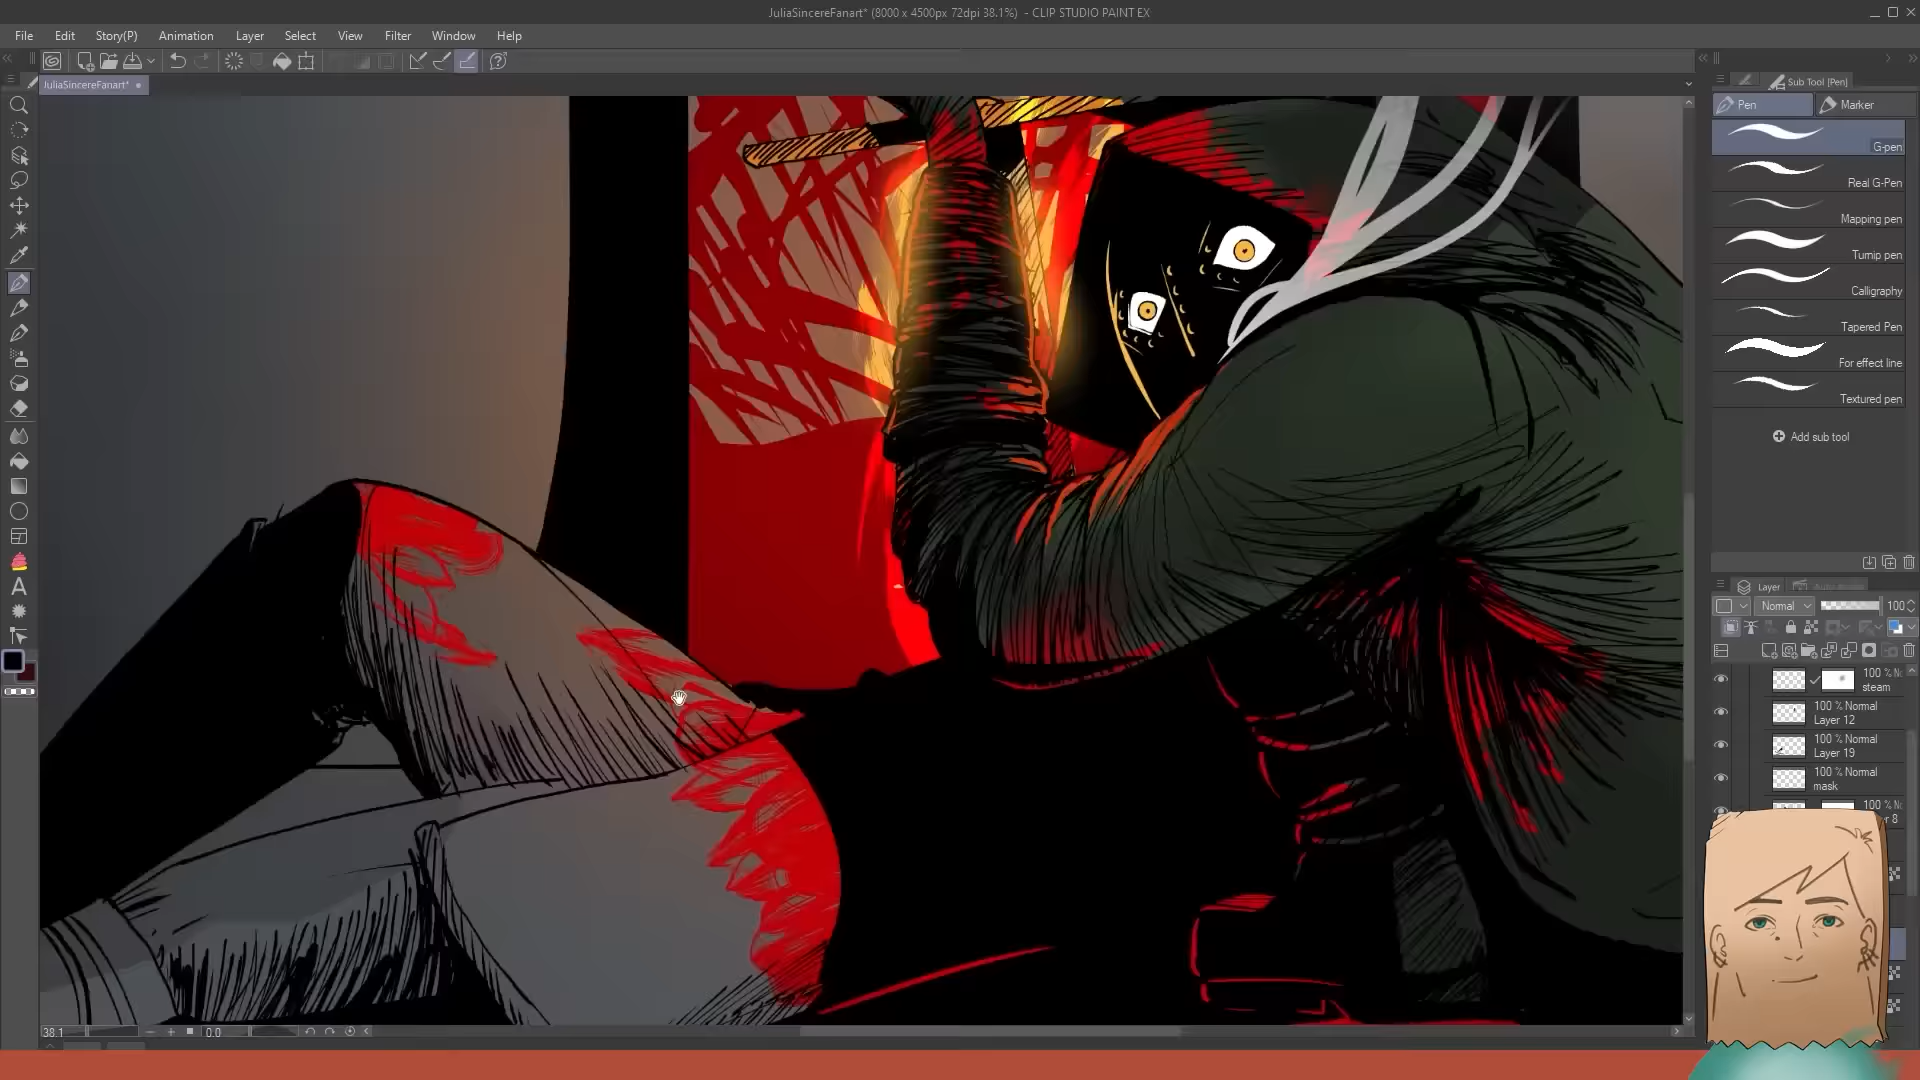 JuliaSincereFanart* (8000 x 4500px 72dpi 38.1%) - CLIP STUDIO PAINT EX
File Edit Story(P) Animation Layer Select View Filter Window Help
JuliaSincereFanart*
Sub Tool [Pen]
Pen Marker
G-pen
Real G-Pen
Mapping pen
Turnip pen
Calligraphy
Tapered Pen
For effect line
Textured pen
Add sub tool
Layer
Normal 100
100 %
steam
100 % Normal
Layer 12
100 % Normal
Layer 19
100 % Normal
mask
100 %
38.1 0.0